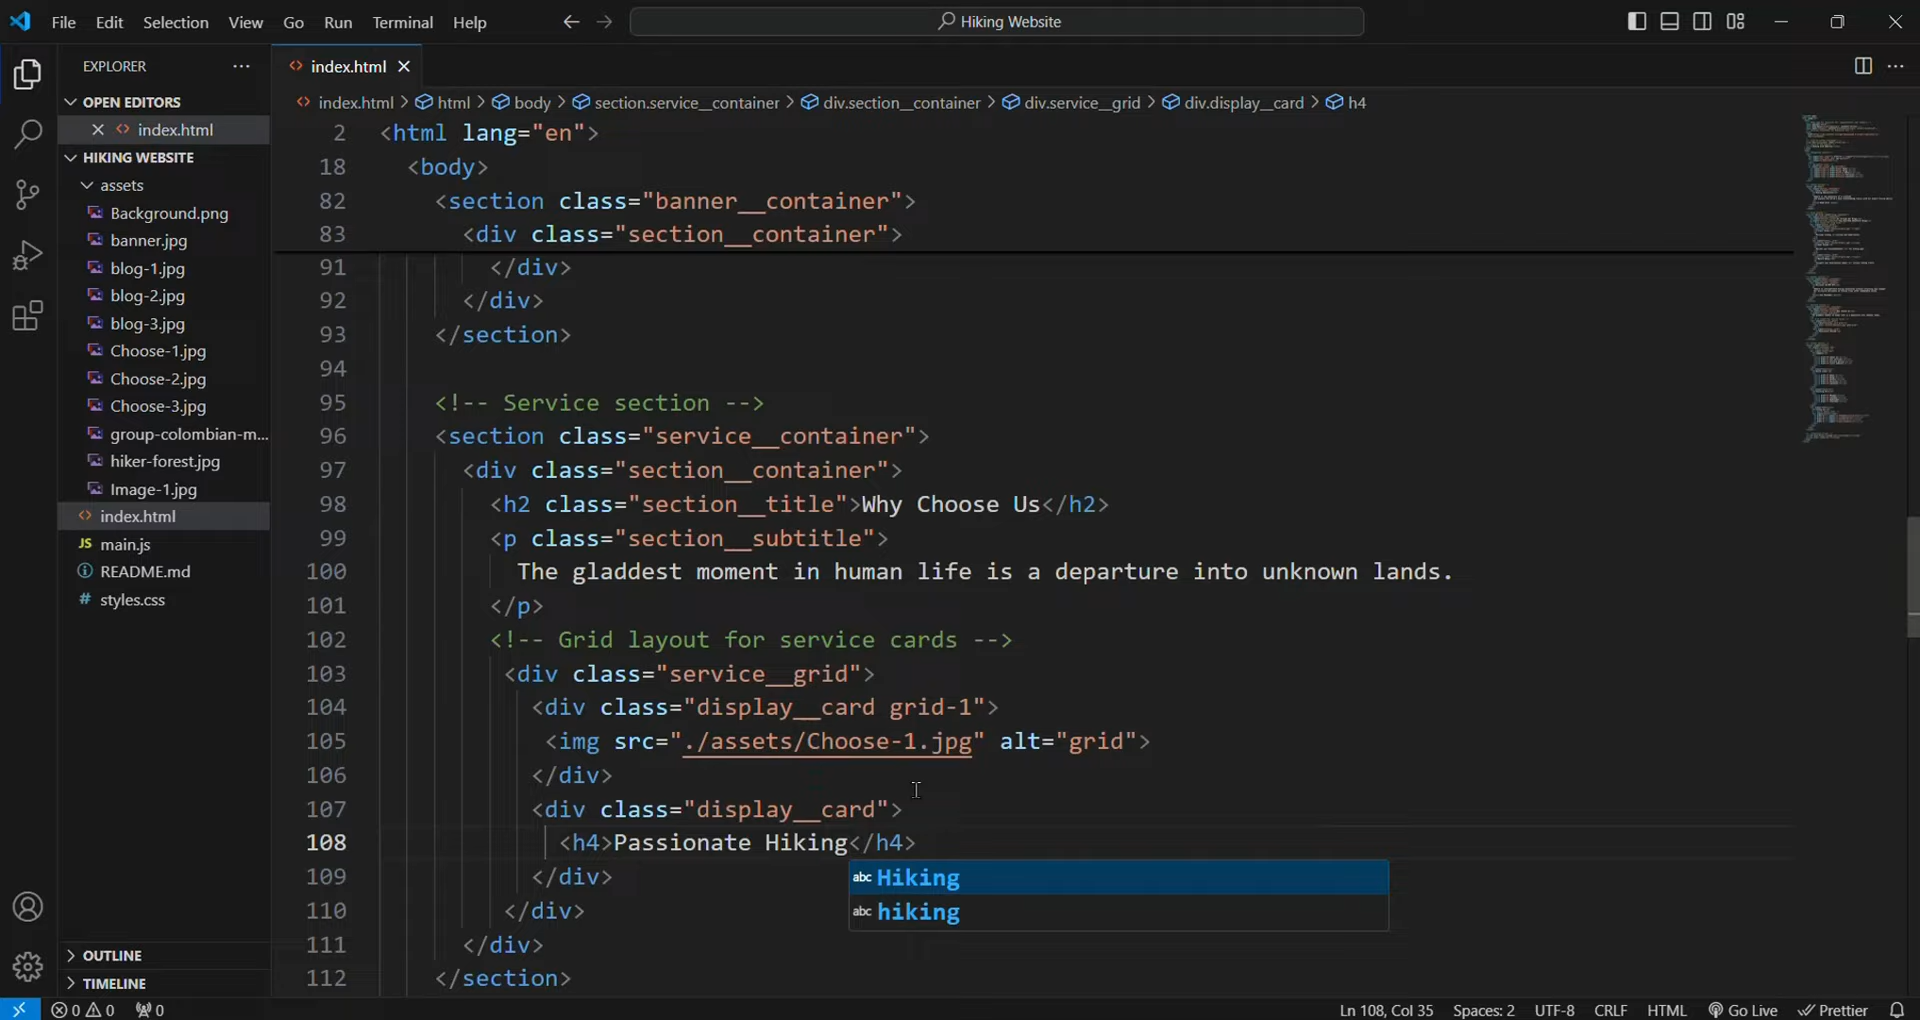 File Edit Selection View Go Run Terminal Help Hiking Website
EXPLORER ··· <> index.html ×
OPEN EDITORS
× <> index.html
HIKING WEBSITE
assets
Background.png
banner.jpg
blog-1.jpg
blog-2.jpg
blog-3.jpg
Choose-1.jpg
Choose-2.jpg
Choose-3.jpg
group-colombian-m...
hiker-forest.jpg
Image-1.jpg
<> index.html
JS main.js
README.md
# styles.css
OUTLINE
TIMELINE
<> index.html > html > body > section.service__container > div.section__container > div.service__grid > div.display__card > h4
2 <html lang="en">
18 <body>
82 <section class="banner__container">
83 <div class="section__container">
91 </div>
92 </div>
93 </section>
94
95 <!-- Service section -->
96 <section class="service__container">
97 <div class="section__container">
98 <h2 class="section__title">Why Choose Us</h2>
99 <p class="section__subtitle">
100 The gladdest moment in human life is a departure into unknown lands.
101 </p>
102 <!-- Grid layout for service cards -->
103 <div class="service__grid">
104 <div class="display__card grid-1">
105 <img src="./assets/Choose-1.jpg" alt="grid">
106 </div>
107 <div class="display__card">
108 <h4>Passionate Hiking</h4>
abc Hiking
109 </div>
abc hiking
110 </div>
111 </div>
112 </section>
0 0 0 Ln 108, Col 35 Spaces: 2 UTF-8 CRLF HTML Go Live Prettier